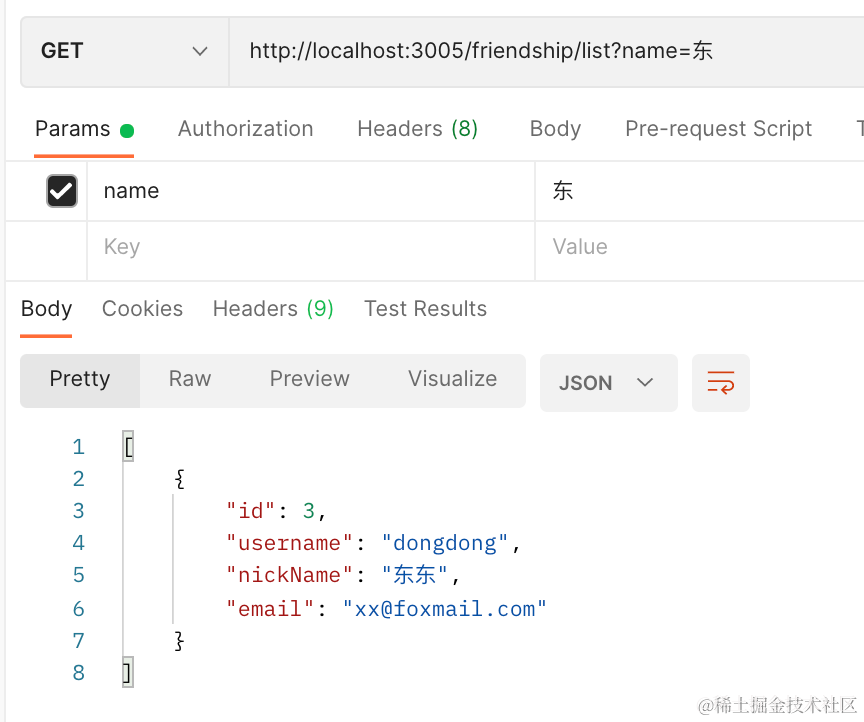 GET http://localhost:3005/friendship/list?name=东
Params Authorization Headers (8) Body Pre-request Script T
name 东
Key Value
Body Cookies Headers (9) Test Results
Pretty Raw Preview Visualize JSON
1 [
2 {
3 "id": 3,
4 "username": "dongdong",
5 "nickName": "东东",
6 "email": "xx@foxmail.com"
7 }
8 ]
@稀土掘金技术社区